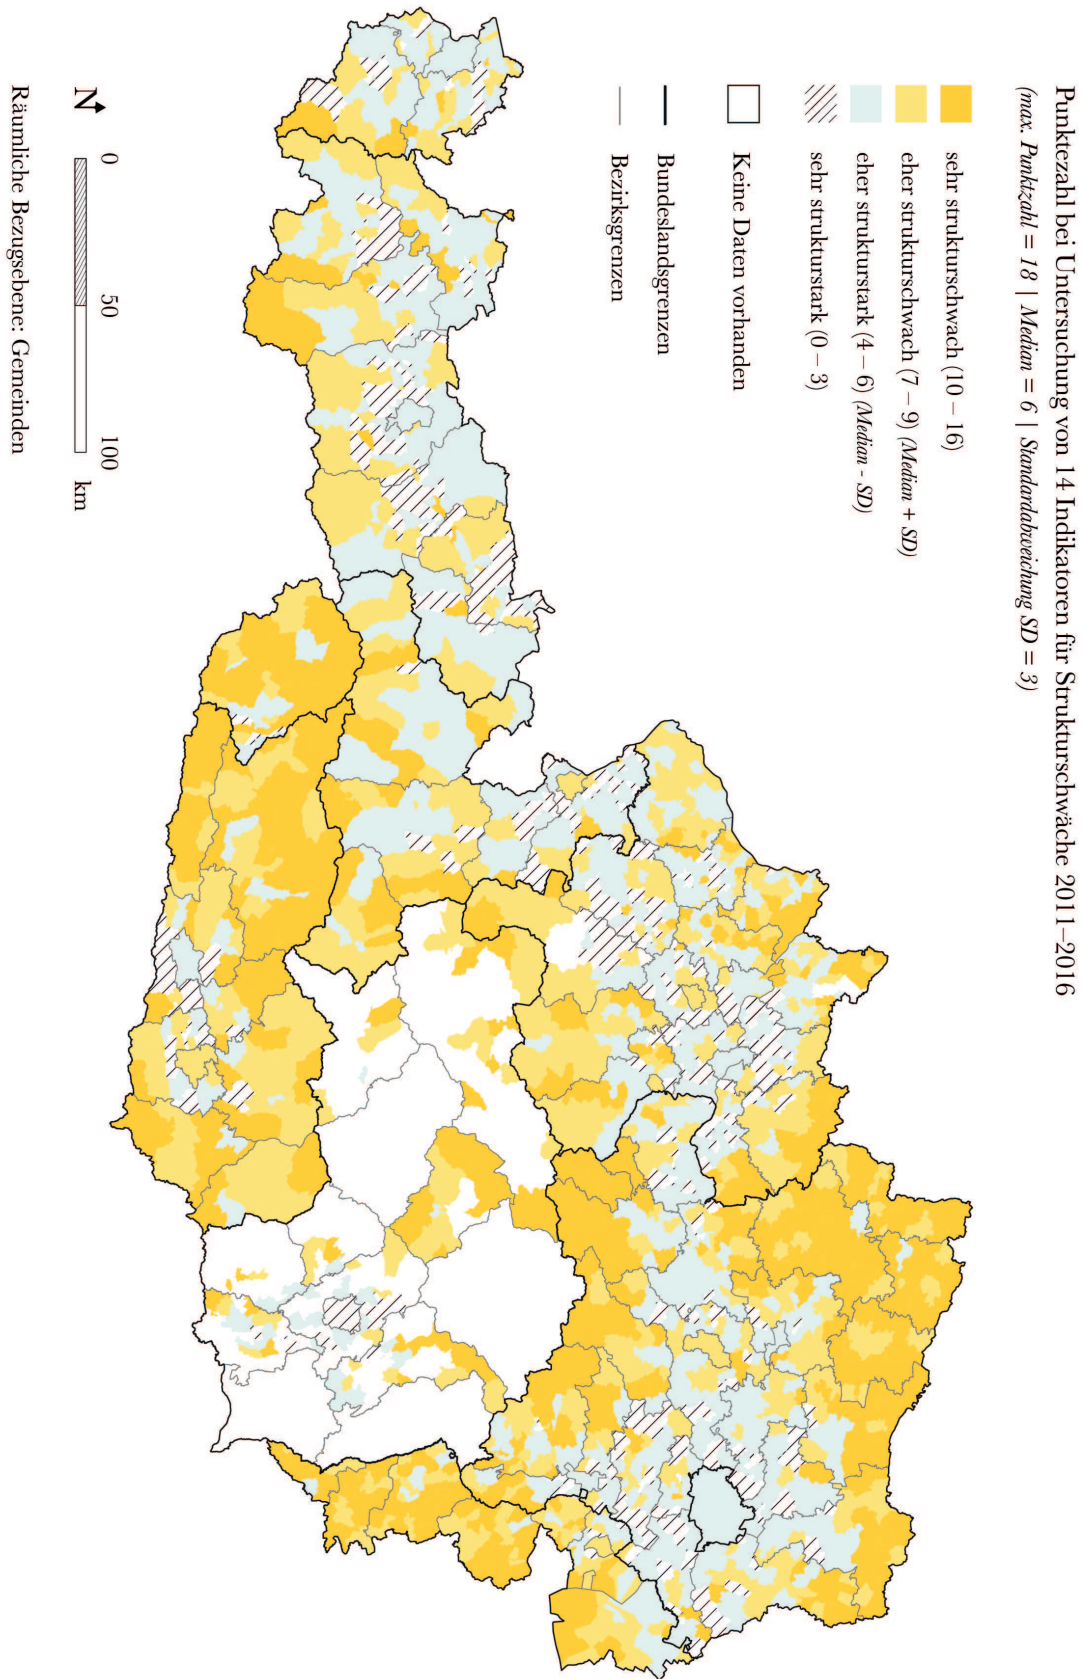 Punktezahl bei Untersuchung von 14 Indikatoren für Strukturschwäche 2011–2016
(max. Punktzahl = 18 | Median = 6 | Standardabweichung SD = 3)
sehr strukturschwach (10 – 16)
eher strukturschwach (7 – 9) (Median + SD)
eher strukturstark (4 – 6) (Median - SD)
sehr strukturstark (0 – 3)
Keine Daten vorhanden
Bundeslandsgrenzen
Bezirksgrenzen
N
0 50 100
km
Räumliche Bezugsebene: Gemeinden